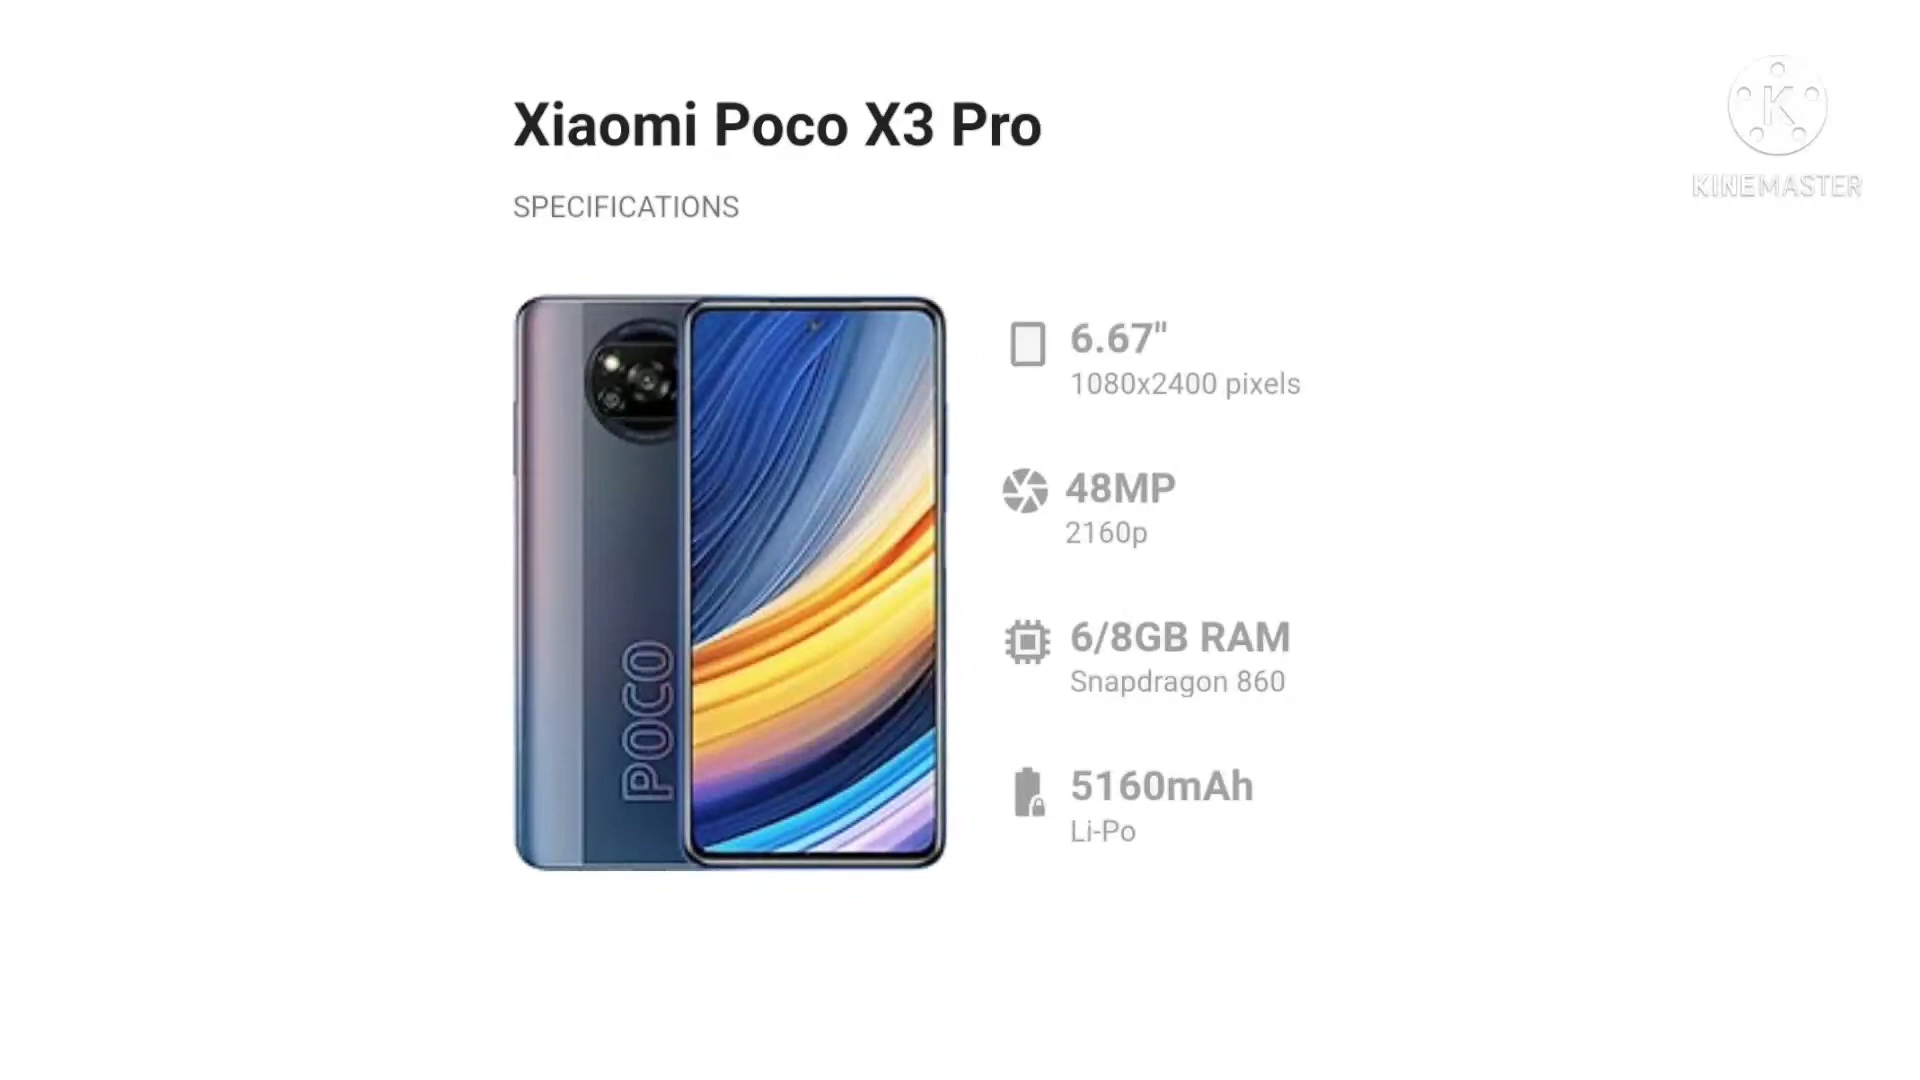 Xiaomi Poco X3 Pro
SPECIFICATIONS
K
KINEMASTER
POCO
6.67"
1080x2400 pixels
48MP
2160p
6/8GB RAM
Snapdragon 860
5160mAh
Li-Po